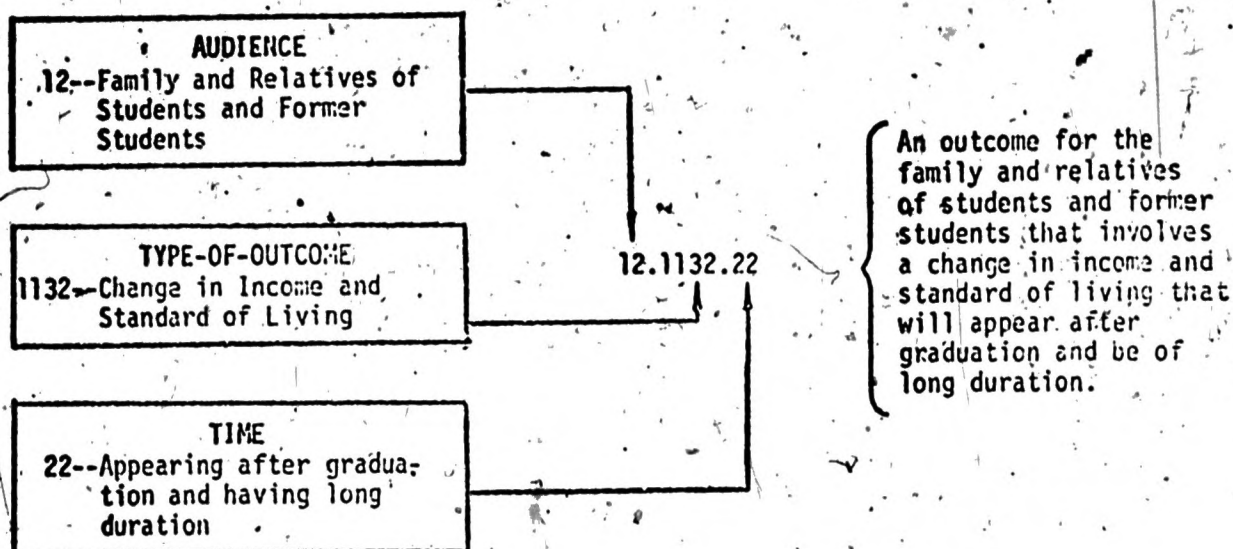 AUDIENCE
12--Family and Relatives of
Students and Former
Students
TYPE-OF-OUTCOME
1132--Change in Income and
Standard of Living
TIME
22--Appearing after gradua-
tion and having long
duration
12.1132.22
An outcome for the
family and relatives
of students and former
students that involves
a change in income and
standard of living that
will appear after
graduation and be of
long duration.